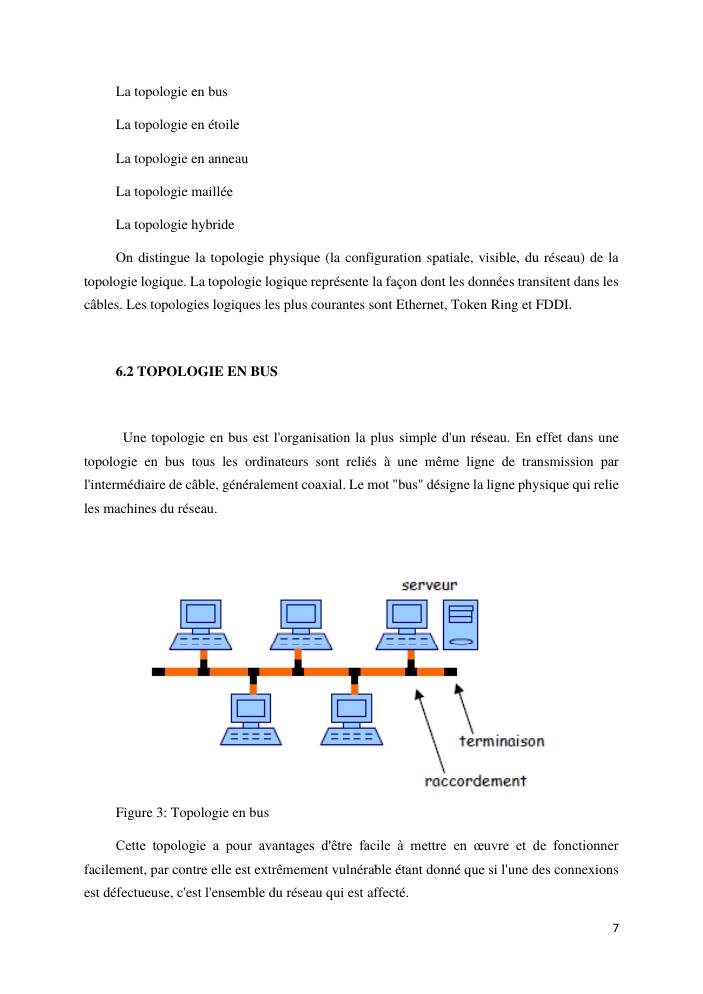 La topologie en bus
La topologie en étoile
La topologie en anneau
La topologie maillée
La topologie hybride
On distingue la topologie physique (la configuration spatiale, visible, du réseau) de la
topologie logique. La topologie logique représente la façon dont les données transitent dans les
câbles. Les topologies logiques les plus courantes sont Ethernet, Token Ring et FDDI.
6.2 TOPOLOGIE EN BUS
Une topologie en bus est l'organisation la plus simple d'un réseau. En effet dans une
topologie en bus tous les ordinateurs sont reliés à une même ligne de transmission par
l'intermédiaire de câble, généralement coaxial. Le mot "bus" désigne la ligne physique qui relie
les machines du réseau.
serveur
terminaison
raccordement
Figure 3: Topologie en bus
Cette topologie a pour avantages d'être facile à mettre en œuvre et de fonctionner
facilement, par contre elle est extrêmement vulnérable étant donné que si l'une des connexions
est défectueuse, c'est l'ensemble du réseau qui est affecté.
7